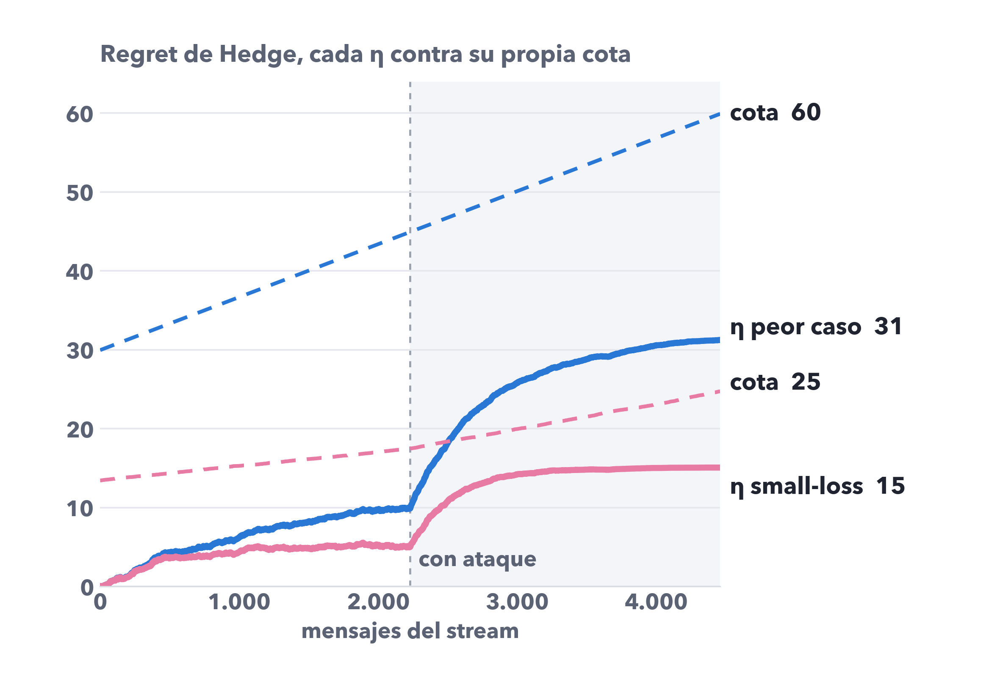 Regret de Hedge, cada η contra su propia cota
60
50
40
30
20
10
0
cota 60
η peor caso 31
cota 25
η small-loss 15
con ataque
0 1.000 2.000 3.000 4.000
mensajes del stream